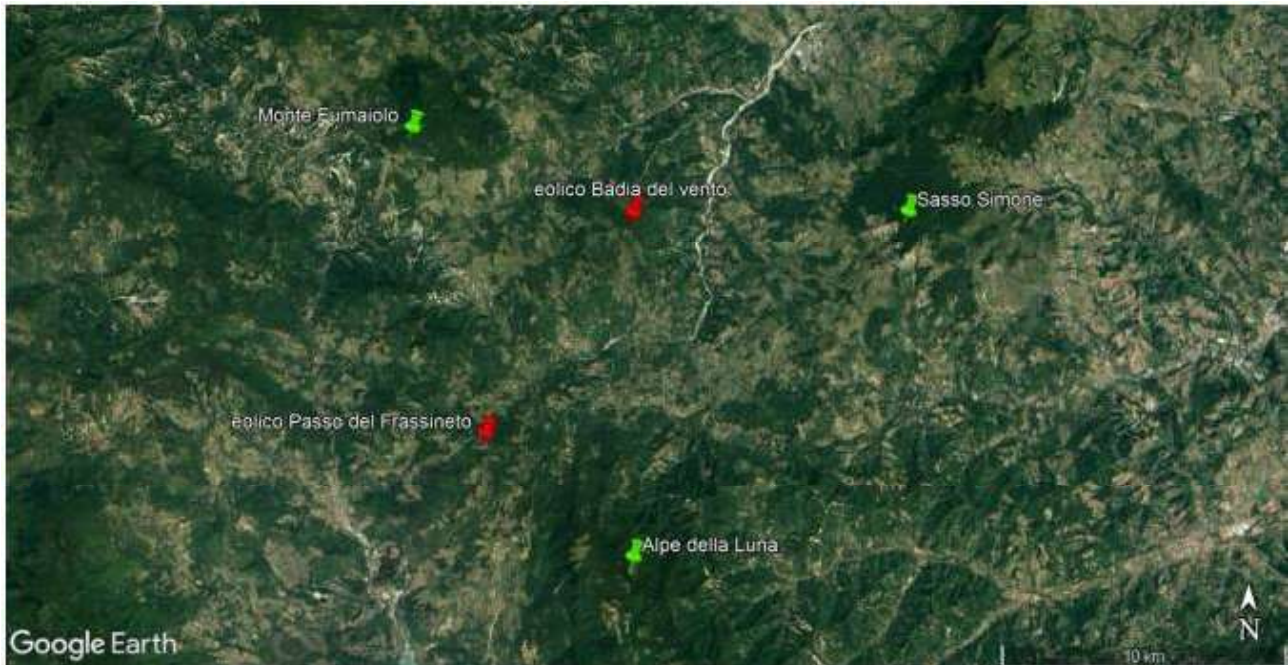 Monte Fumaiolo
eolico Badia del vento
Sasso Simone
eolico Passo del Frassineto
Alpe della Luna
N
Google Earth
10 km